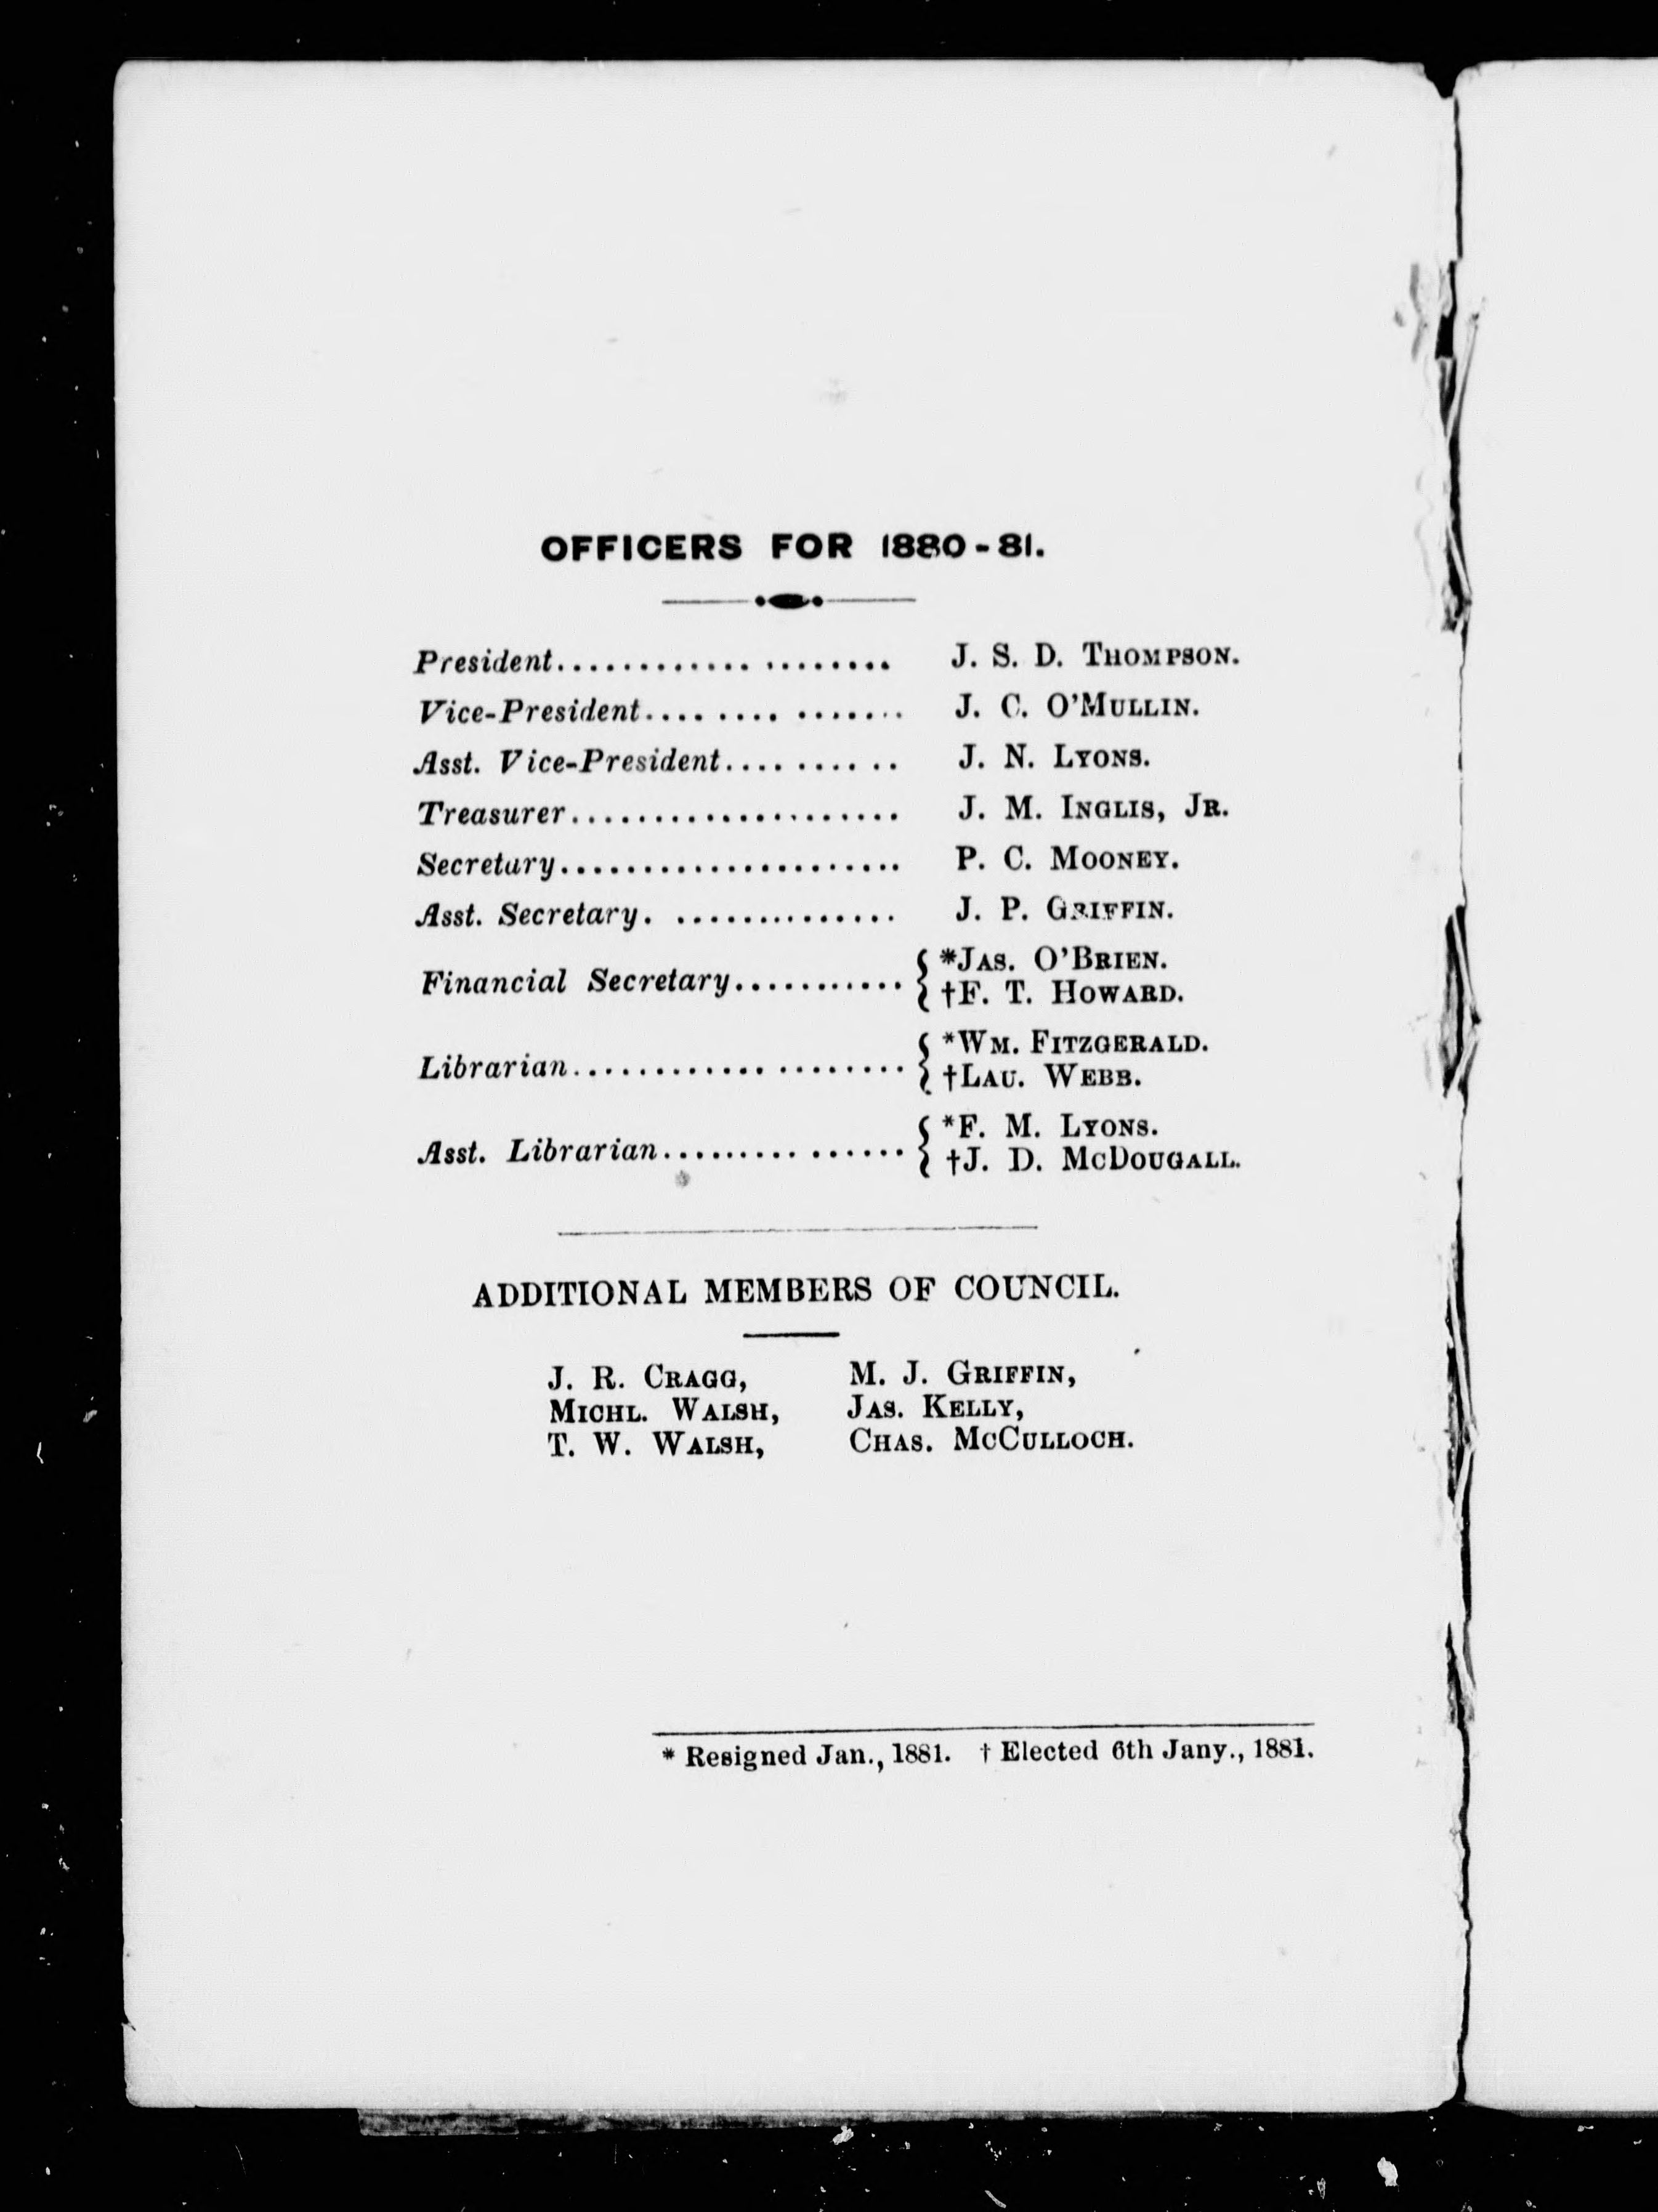 OFFICERS FOR 1880-81.
President.................... J. S. D. THOMPSON.
Vice-President................ J. C. O'MULLIN.
Asst. Vice-President........... J. N. LYONS.
Treasurer..................... J. M. INGLIS, JR.
Secretary...................... P. C. MOONEY.
Asst. Secretary. .............. J. P. GRIFFIN.
Financial Secretary........... { *JAS. O'BRIEN.
†F. T. HOWARD.
Librarian...................... { *WM. FITZGERALD.
†LAU. WEBB.
Asst. Librarian................ { *F. M. LYONS.
†J. D. MCDOUGALL.
ADDITIONAL MEMBERS OF COUNCIL.
J. R. CRAGG, M. J. GRIFFIN,
MICHL. WALSH, JAS. KELLY,
T. W. WALSH, CHAS. MCCULLOCH.
* Resigned Jan., 1881. † Elected 6th Jany., 1881.